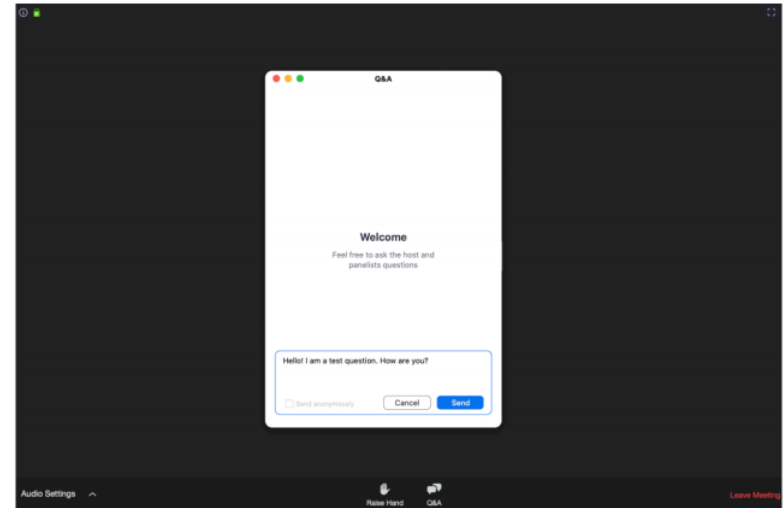 Q&A
Welcome
Feel free to ask the host and
panelists questions
Hello! I am a test question. How are you?
Send anonymously
Cancel
Send
Audio Settings
Raise Hand
Q&A
Leave Meeting